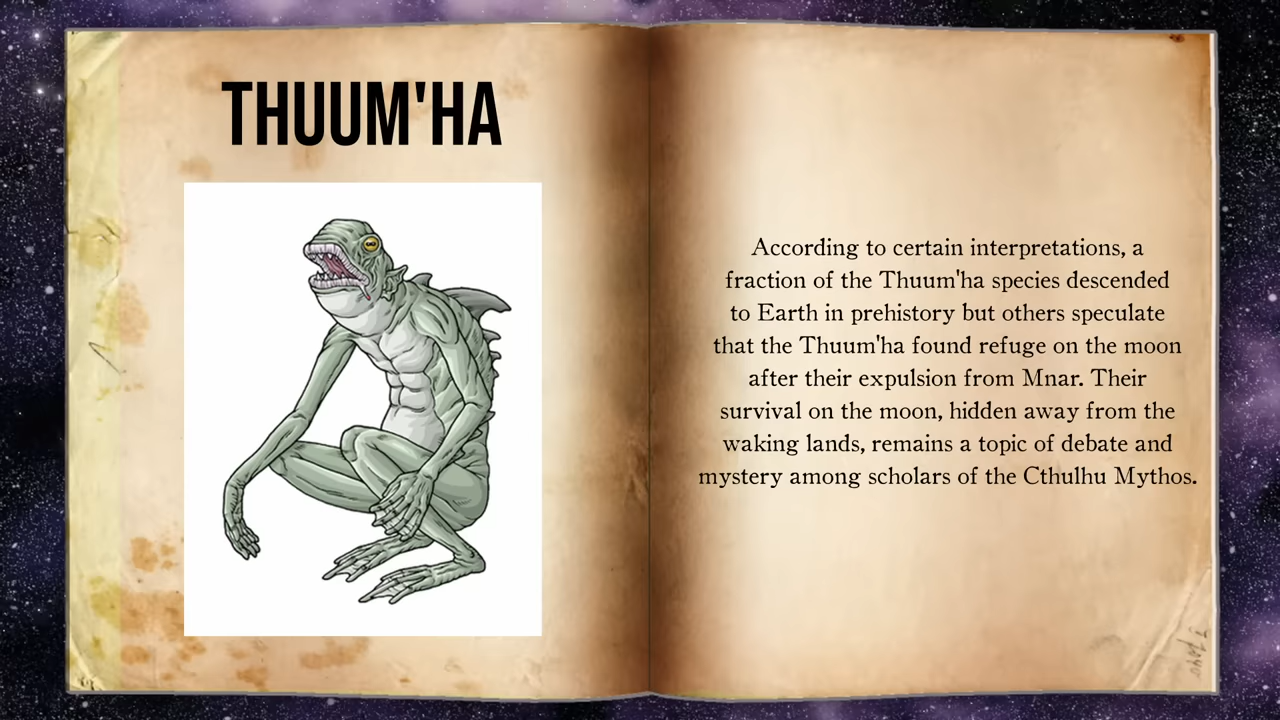 THUUM'HA
According to certain interpretations, a
fraction of the Thuum'ha species descended
to Earth in prehistory but others speculate
that the Thuum'ha found refuge on the moon
after their expulsion from Mnar. Their
survival on the moon, hidden away from the
waking lands, remains a topic of debate and
mystery among scholars of the Cthulhu Mythos.